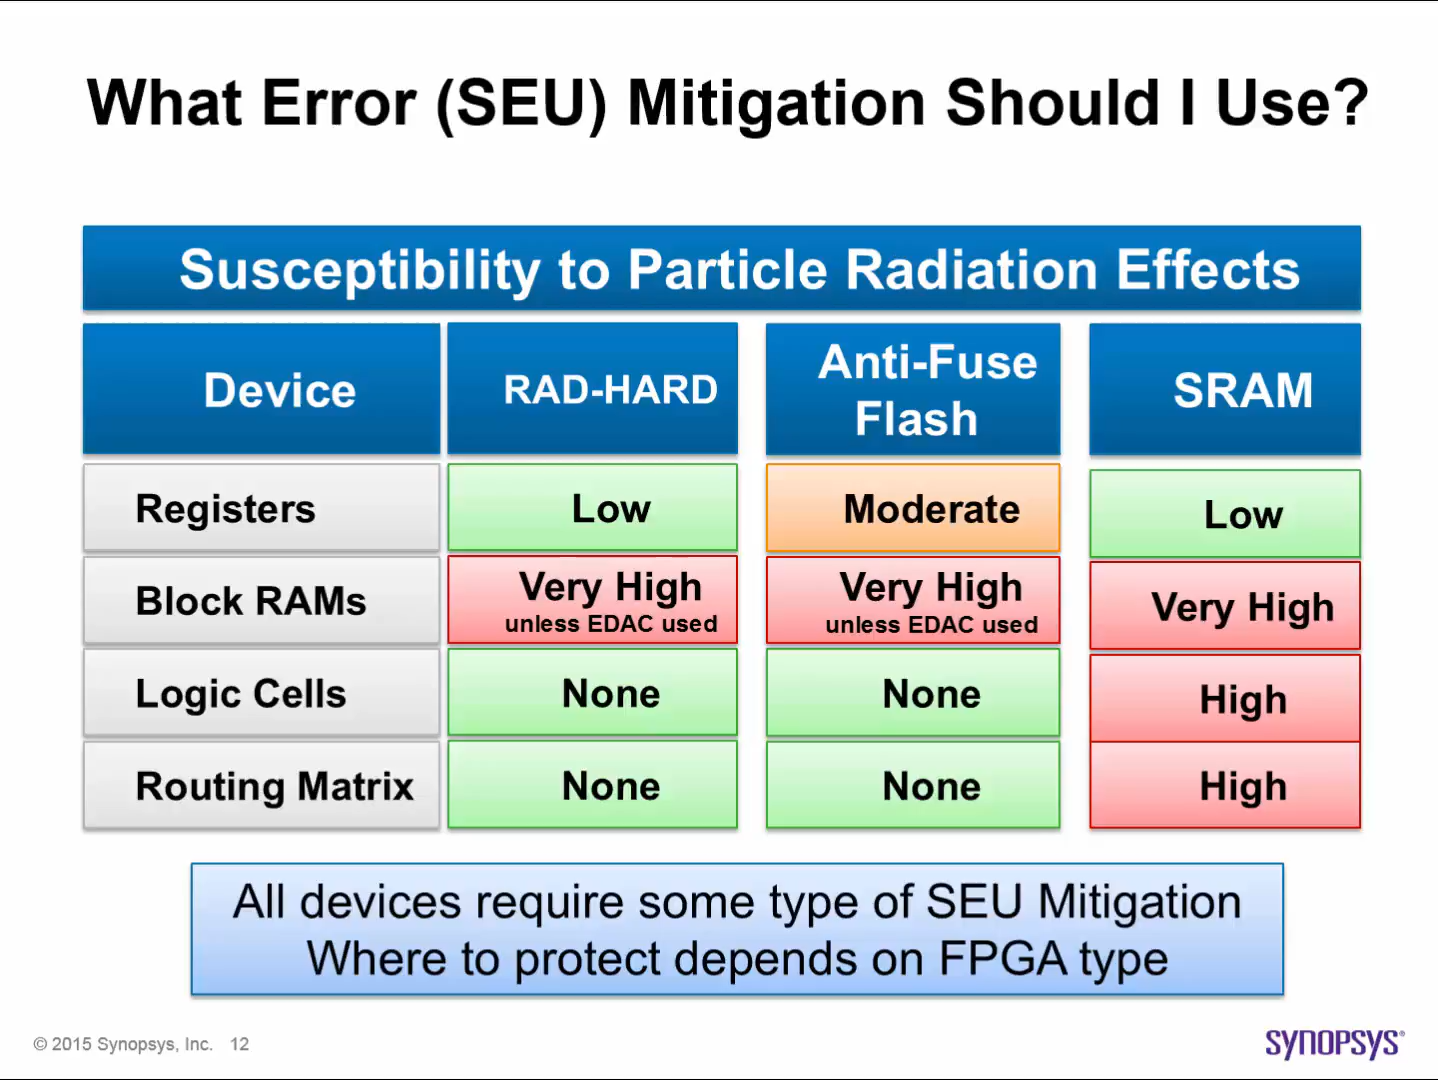 What Error (SEU) Mitigation Should I Use?
Susceptibility to Particle Radiation Effects
Device
RAD-HARD
Anti-Fuse
Flash
SRAM
Registers
Low
Moderate
Low
Block RAMs
Very High
unless EDAC used
Very High
unless EDAC used
Very High
Logic Cells
None
None
High
Routing Matrix
None
None
High
All devices require some type of SEU Mitigation
Where to protect depends on FPGA type
© 2015 Synopsys, Inc. 12
SYNOPSYS®